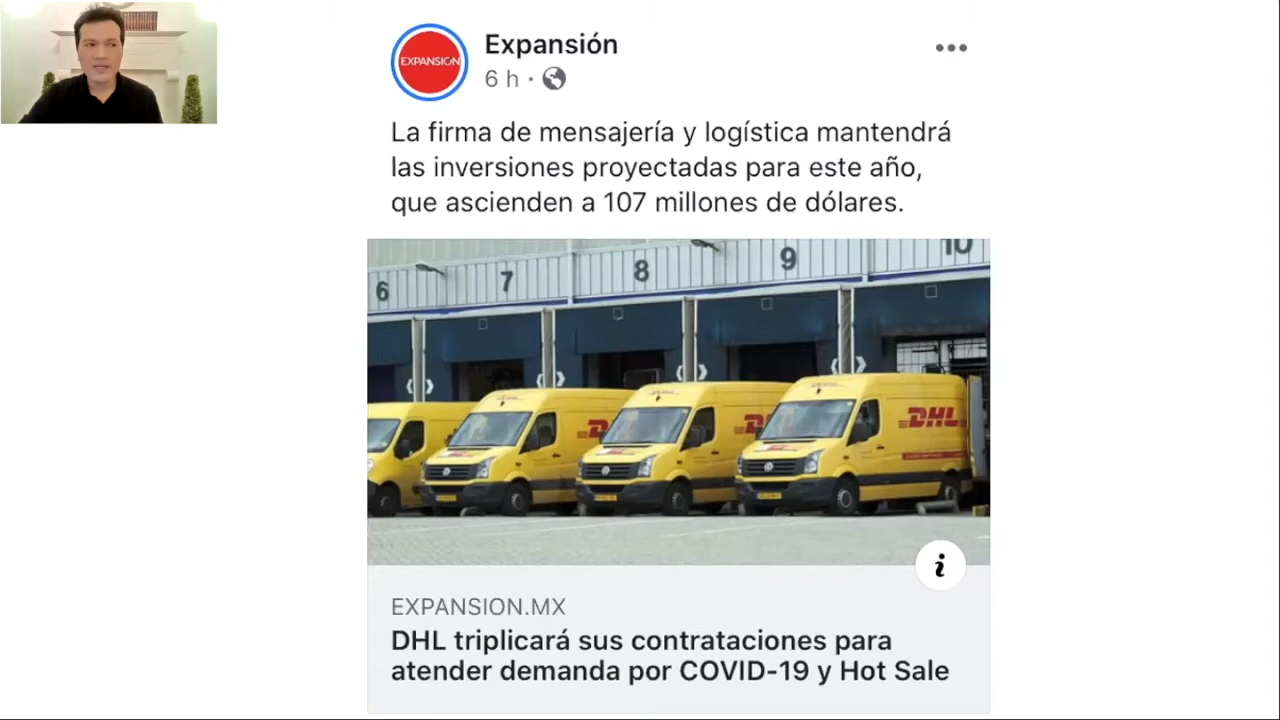 EXPANSIÓN
Expansión
6 h ·
La firma de mensajería y logística mantendrá
las inversiones proyectadas para este año,
que ascienden a 107 millones de dólares.
6 7 8 9 10
DHL
EXPANSION.MX
DHL triplicará sus contrataciones para
atender demanda por COVID-19 y Hot Sale